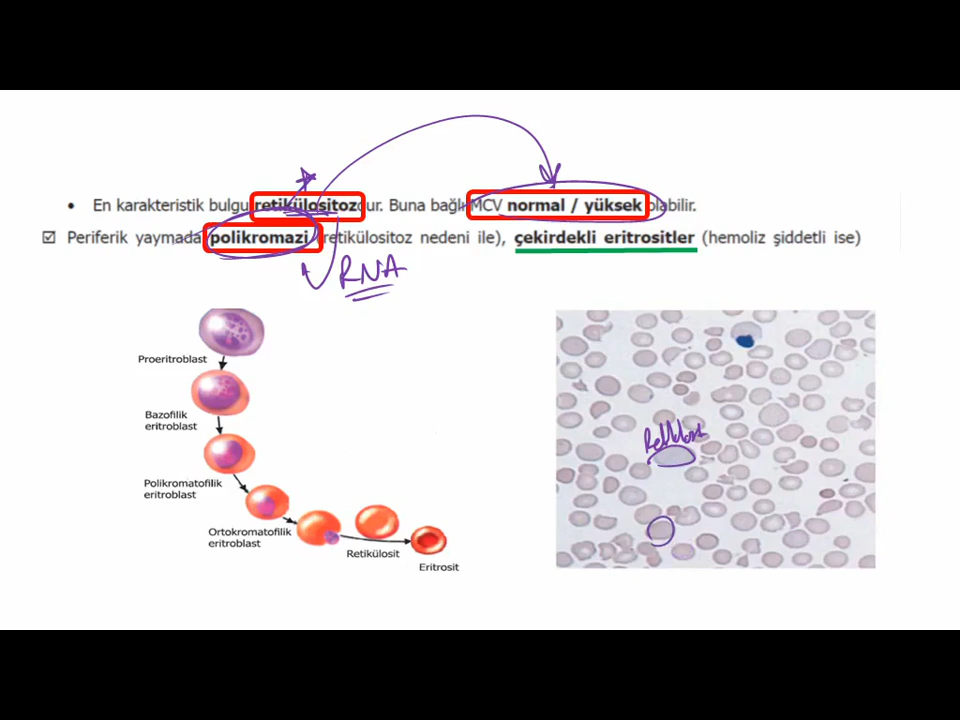 • En karakteristik bulgu retikülositozdur. Buna bağlı MCV normal / yüksek olabilir.
☑ Periferik yaymada polikromazi (retikülositoz nedeni ile), çekirdekli eritrositler (hemoliz şiddetli ise)
RNA
Proeritroblast
Bazofilik
eritroblast
Polikromatofilik
eritroblast
Ortokromatofilik
eritroblast
Retikülosit
Eritrosit